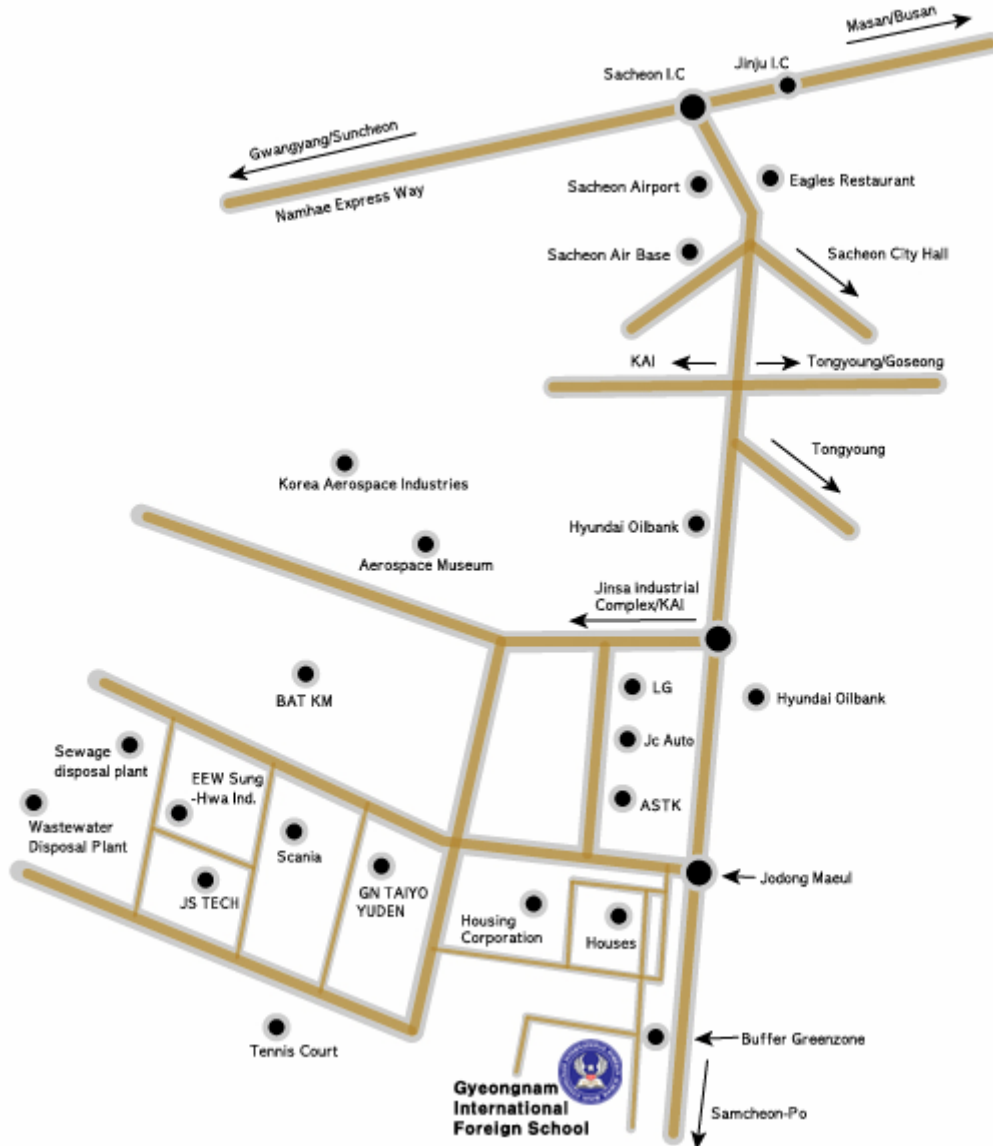 Masan/Busan
Jinju I.C
Sacheon I.C
Gwangyang/Suncheon
Namhae Express Way
Sacheon Airport
Eagles Restaurant
Sacheon Air Base
Sacheon City Hall
KAI
Tongyoung/Goseong
Tongyoung
Korea Aerospace Industries
Hyundai Oilbank
Aerospace Museum
Jinsa Industrial
Complex/KAI
BAT KM
LG
Hyundai Oilbank
Jc Auto
Sewage
disposal plant
EEW Sung
-Hwa Ind.
ASTK
Wastewater
Disposal Plant
Scania
JS TECH
GN TAIYO
YUDEN
Jodong Maeul
Housing
Corporation
Houses
Tennis Court
Buffer Greenzone
Gyeongnam
International
Foreign School
Samcheon-Po